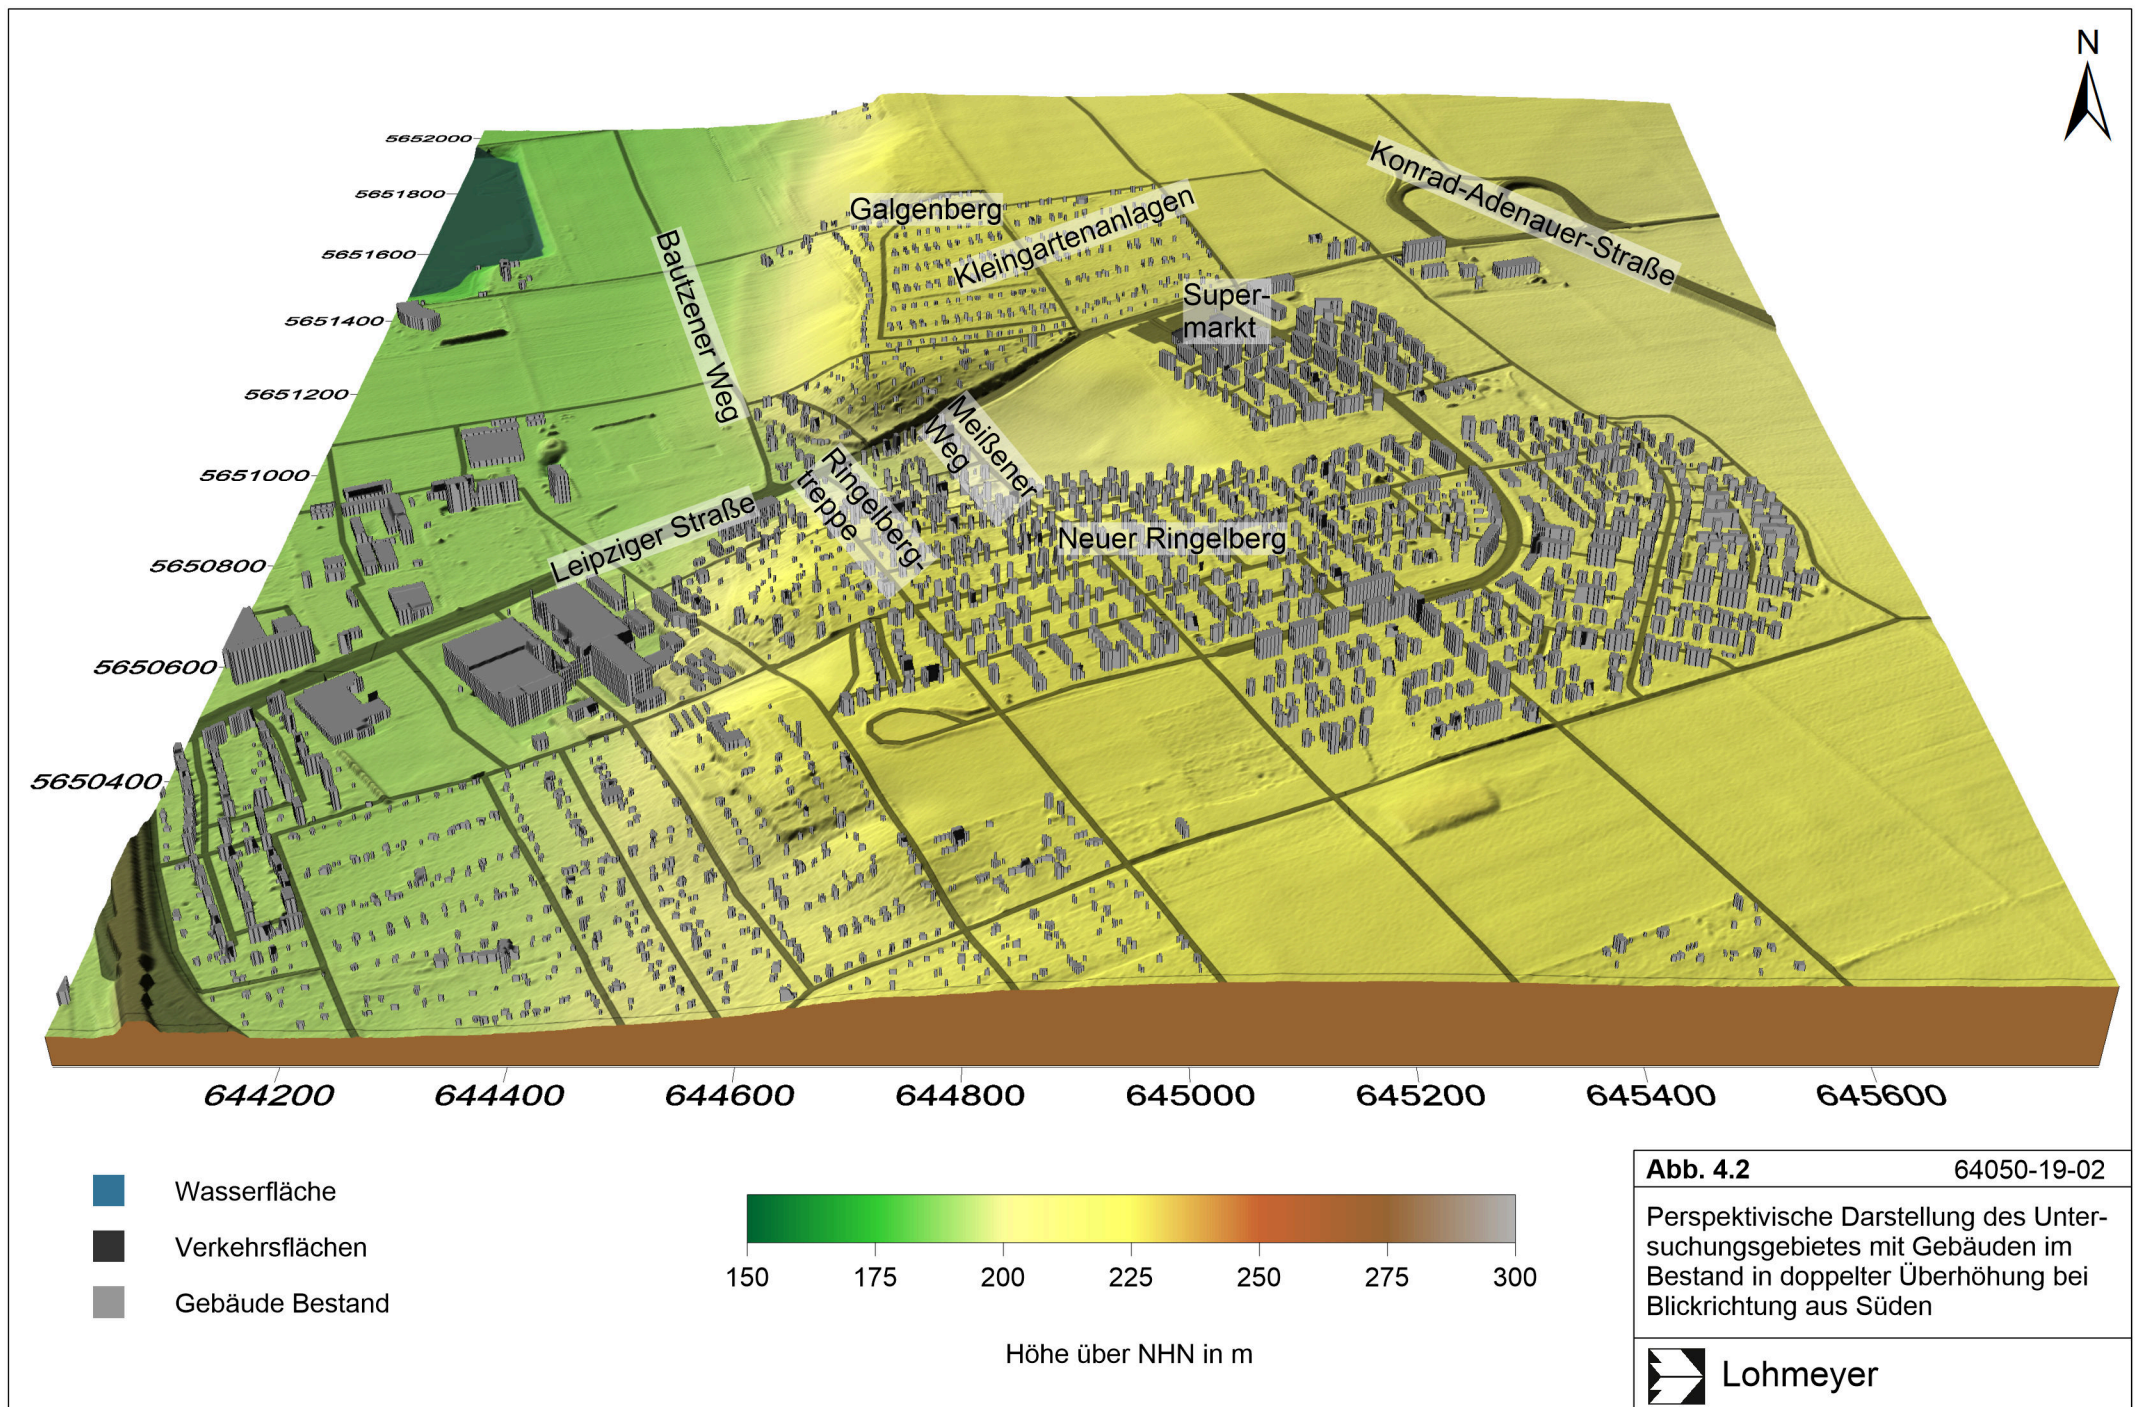 N
5652000
5651800
5651600
5651400
5651200
5651000
5650800
5650600
5650400
Konrad-Adenauer-Straße
Galgenberg
Kleingartenanlagen
Bautzener Weg
Super-
markt
Meißener
Weg
Ringelberg-
treppe
Leipziger Straße
Neuer Ringelberg
644200
644400
644600
644800
645000
645200
645400
645600
Wasserfläche
Verkehrsflächen
Gebäude Bestand
150
175
200
225
250
275
300
Höhe über NHN in m
Abb. 4.2
64050-19-02
Perspektivische Darstellung des Unter-
suchungsgebietes mit Gebäuden im
Bestand in doppelter Überhöhung bei
Blickrichtung aus Süden
Lohmeyer